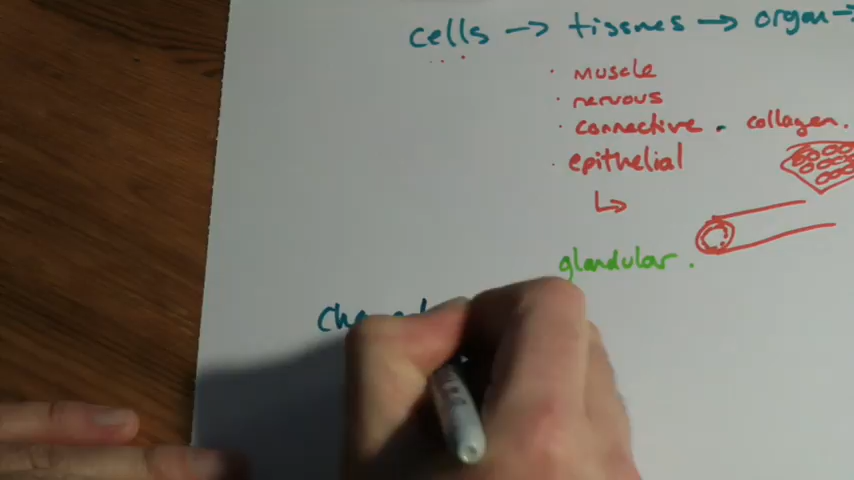 cells → tissues → organ →
· muscle
· nervous
· connective . collagen.
· epithelial
↳
glandular .